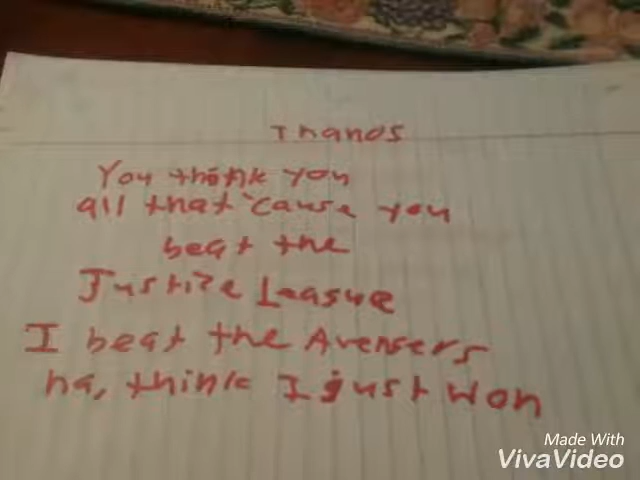 Thanos
You think you
all that 'cause you
beat the
Justice League
I beat the Avengers
ha, think I just won
Made With
VivaVideo